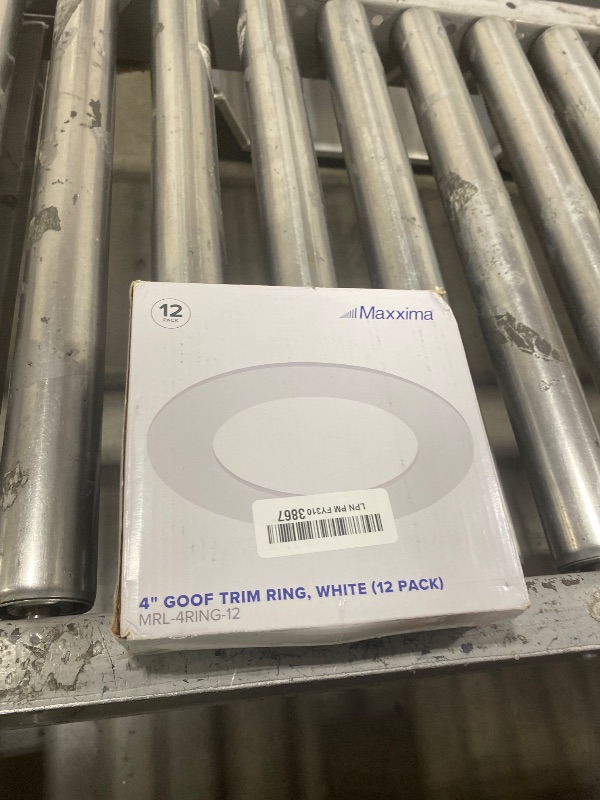 12
PACK
Maxxima
LPN PM FY310 3867
4" GOOF TRIM RING, WHITE (12 PACK)
MRL-4RING-12